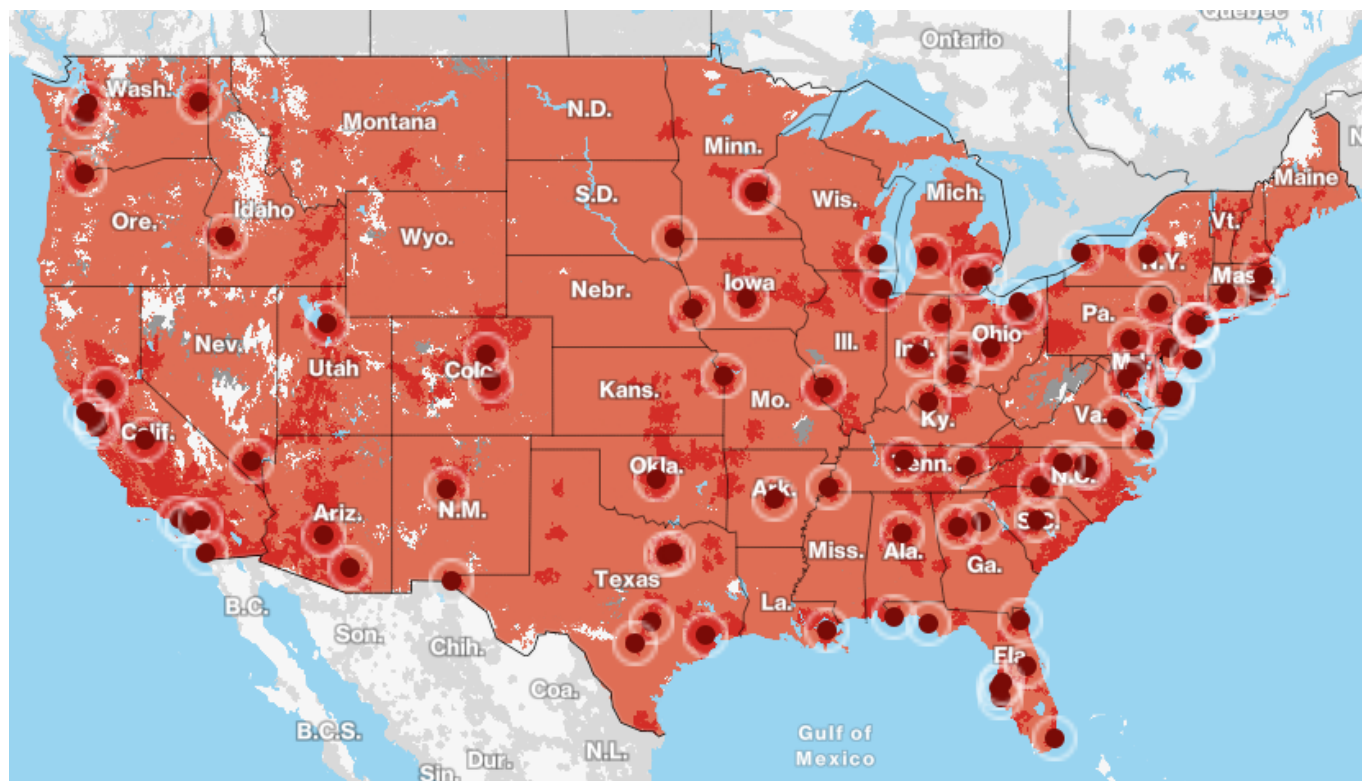 Quebec
Ontario
Wash.
Montana
N.D.
Minn.
Maine
Ore.
Idaho
S.D.
Wis.
Mich.
Vt.
Wyo.
N.Y.
Mas
Nebr.
Iowa
Nev.
Utah
Colo
Ill.
Ind.
Ohio
Pa.
Kans.
Mo.
Ky.
Va.
Md.
Calif.
Ariz.
N.M.
Okla.
Ark.
Tenn.
N.C.
S.C.
Texas
La.
Miss.
Ala.
Ga.
Fla
B.C.
Son.
Chih.
Coa.
B.C.S.
Dur.
N.L.
Sin.
Gulf of
Mexico